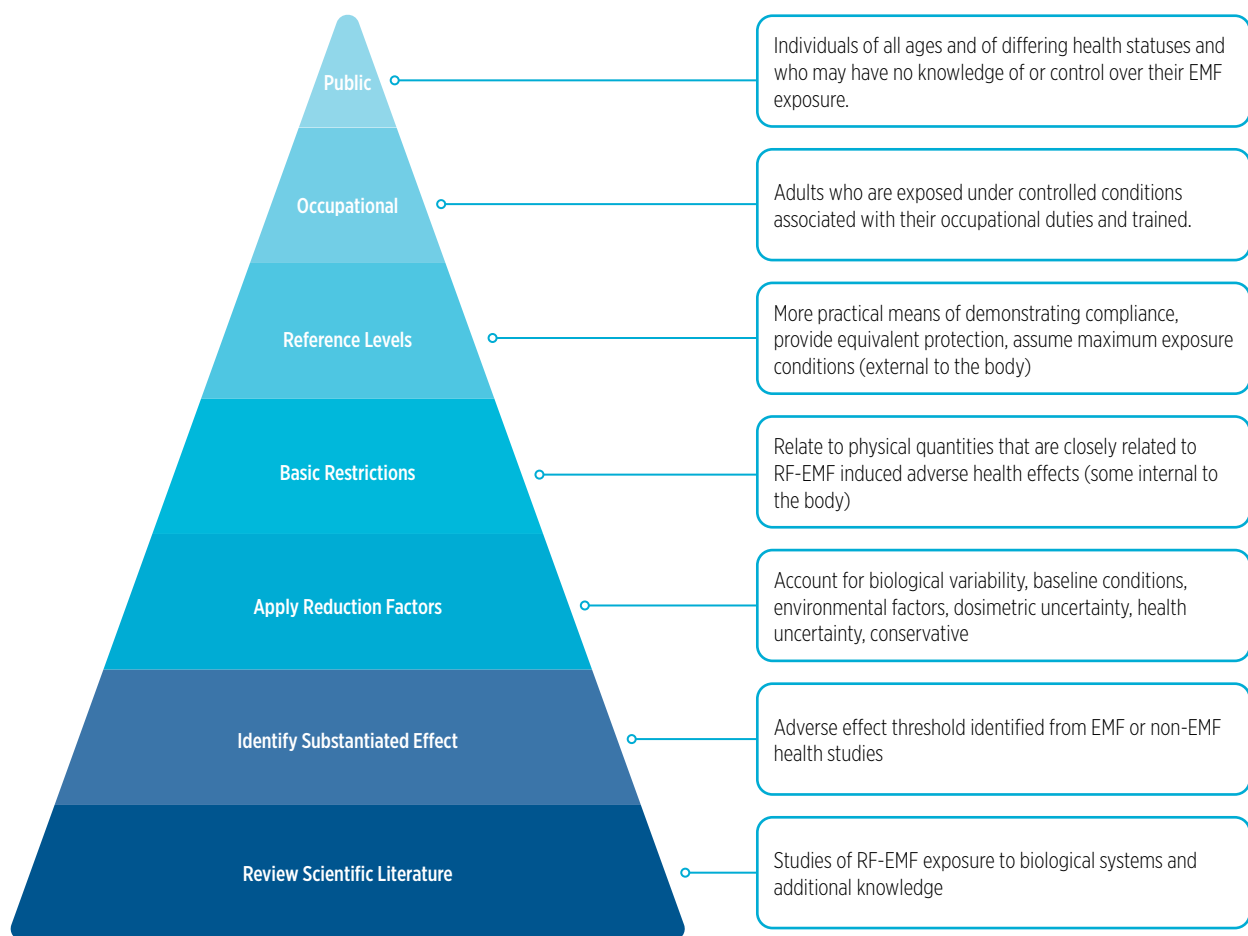 Public
Individuals of all ages and of differing health statuses and
who may have no knowledge of or control over their EMF
exposure.
Occupational
Adults who are exposed under controlled conditions
associated with their occupational duties and trained.
Reference Levels
More practical means of demonstrating compliance,
provide equivalent protection, assume maximum exposure
conditions (external to the body)
Basic Restrictions
Relate to physical quantities that are closely related to
RF-EMF induced adverse health effects (some internal to
the body)
Apply Reduction Factors
Account for biological variability, baseline conditions,
environmental factors, dosimetric uncertainty, health
uncertainty, conservative
Identify Substantiated Effect
Adverse effect threshold identified from EMF or non-EMF
health studies
Review Scientific Literature
Studies of RF-EMF exposure to biological systems and
additional knowledge